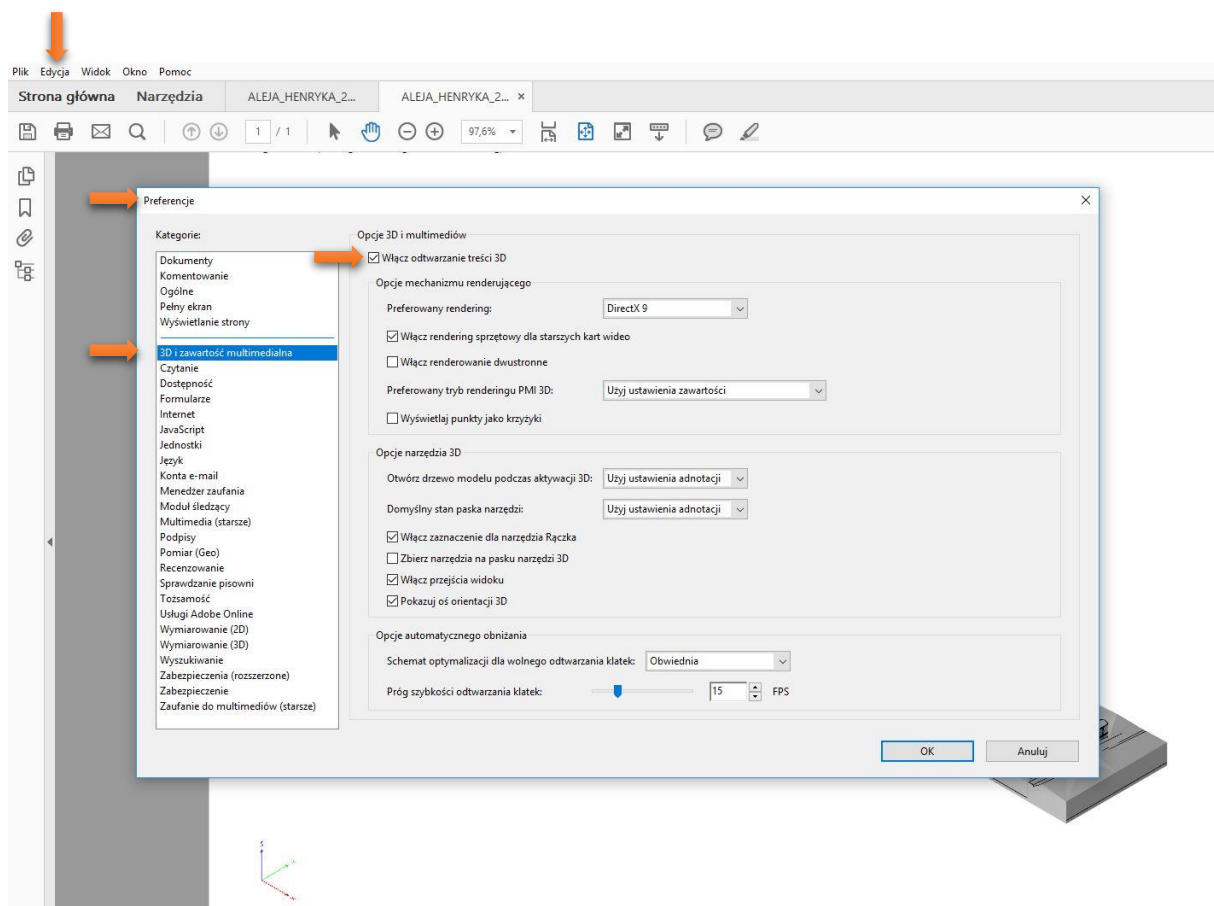 Plik Edycja Widok Okno Pomoc
Strona główna Narzędzia ALEJA_HENRYKA_2... ALEJA_HENRYKA_2... ×
1 / 1 97,6%
Preferencje
Kategorie:
Dokumenty
Komentowanie
Ogólne
Pełny ekran
Wyświetlanie strony
3D i zawartość multimedialna
Czytanie
Dostępność
Formularze
Internet
JavaScript
Jednostki
Język
Konta e-mail
Menedżer zaufania
Moduł śledzący
Multimedia (starsze)
Podpisy
Pomiar (Geo)
Recenzowanie
Sprawdzanie pisowni
Tożsamość
Usługi Adobe Online
Wymiarowanie (2D)
Wymiarowanie (3D)
Wyszukiwanie
Zabezpieczenia (rozszerzone)
Zabezpieczenie
Zaufanie do multimediów (starsze)
Opcje 3D i multimediów
Włącz odtwarzanie treści 3D
Opcje mechanizmu renderującego
Preferowany rendering: DirectX 9
Włącz rendering sprzętowy dla starszych kart wideo
Włącz renderowanie dwustronne
Preferowany tryb renderingu PMI 3D: Użyj ustawienia zawartości
Wyświetlaj punkty jako krzyżyki
Opcje narzędzia 3D
Otwórz drzewo modelu podczas aktywacji 3D: Użyj ustawienia adnotacji
Domyślny stan paska narzędzi: Użyj ustawienia adnotacji
Włącz zaznaczenie dla narzędzia Rączka
Zbierz narzędzia na pasku narzędzi 3D
Włącz przejścia widoku
Pokazuj oś orientacji 3D
Opcje automatycznego obniżania
Schemat optymalizacji dla wolnego odtwarzania klatek: Obwiednia
Próg szybkości odtwarzania klatek: 15 FPS
OK Anuluj